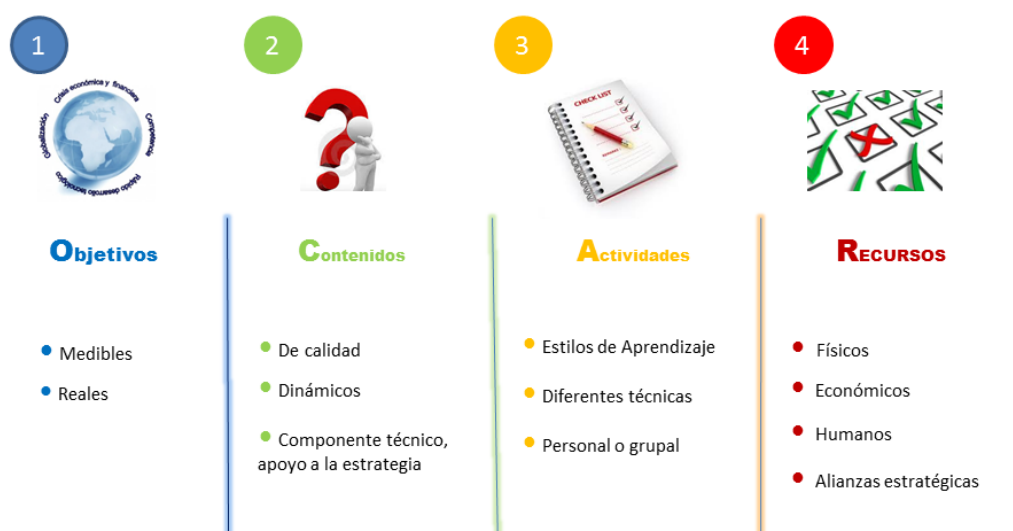 1
2
3
4
Crisis económica y financiera
Competencia
Rápido desarrollo tecnológico
Globalización
CHECK LIST
Objetivos
Contenidos
Actividades
RECURSOS
• Medibles
• Reales
• De calidad
• Dinámicos
• Componente técnico,
apoyo a la estrategia
• Estilos de Aprendizaje
• Diferentes técnicas
• Personal o grupal
• Físicos
• Económicos
• Humanos
• Alianzas estratégicas